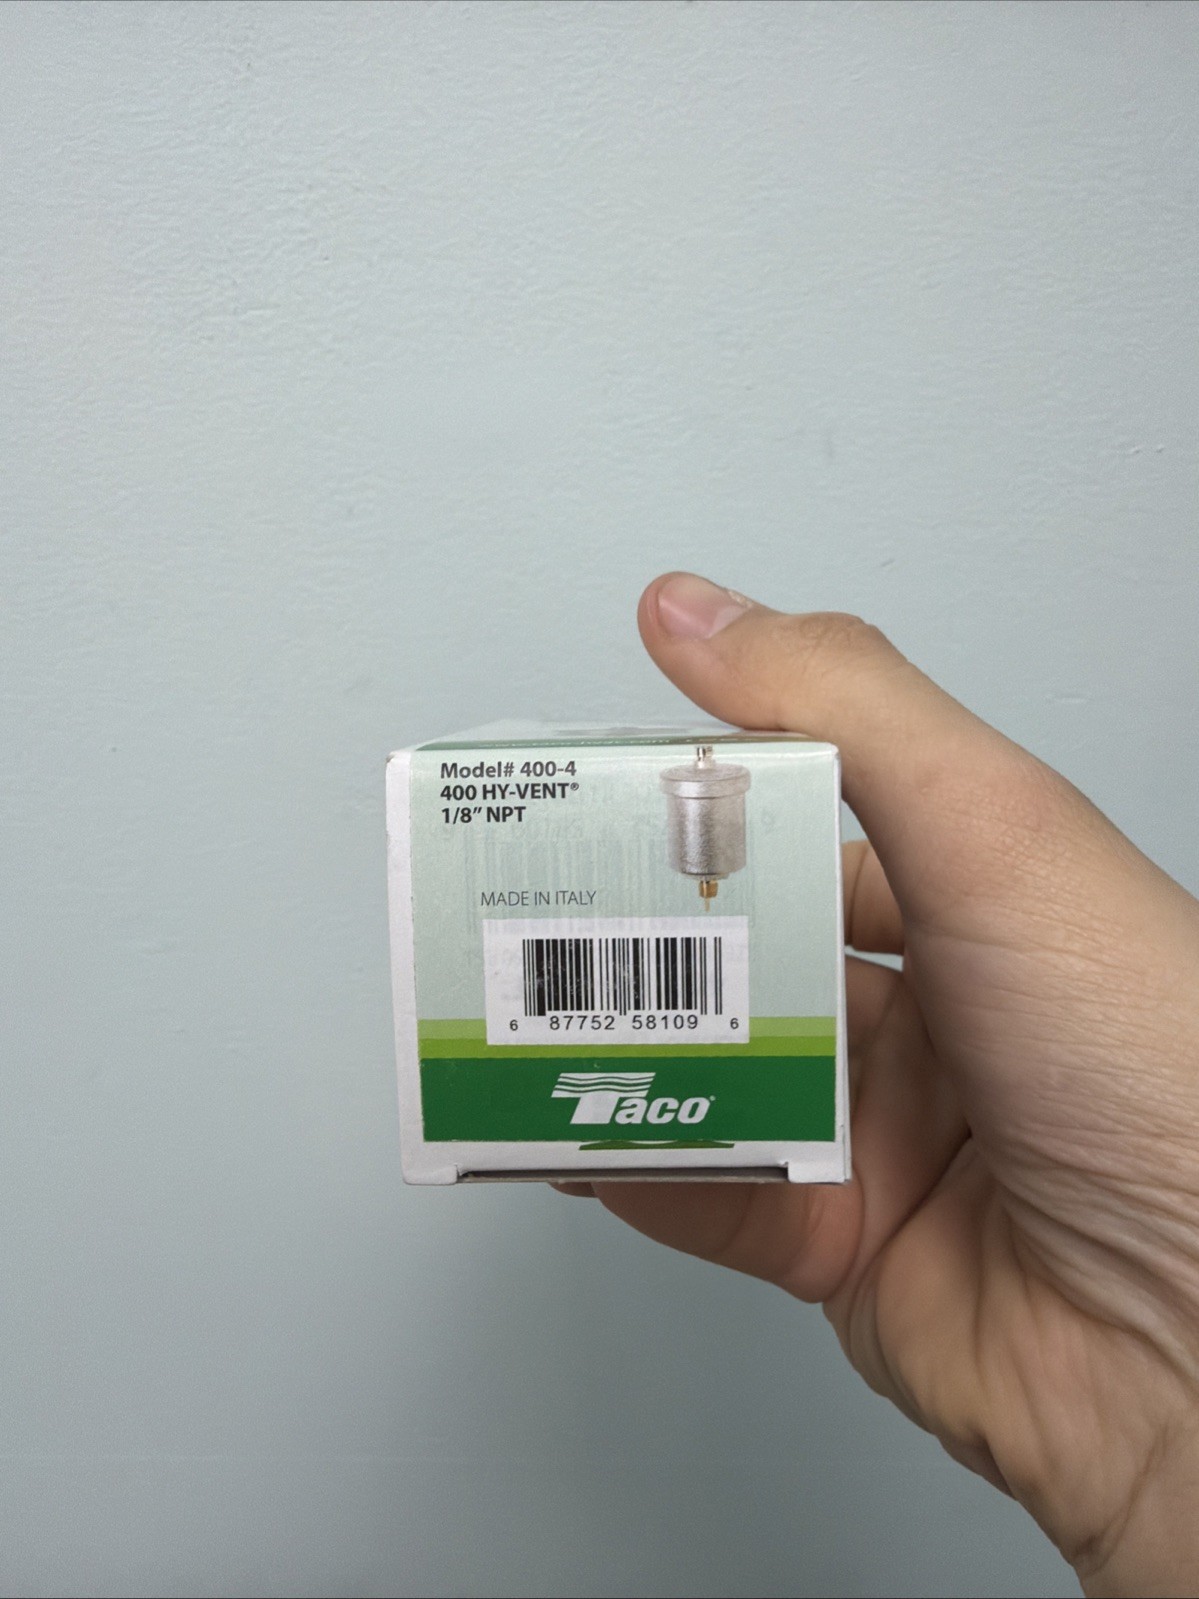 Model# 400-4
400 HY-VENT®
1/8” NPT
MADE IN ITALY
6 87752 58109 6
Taco